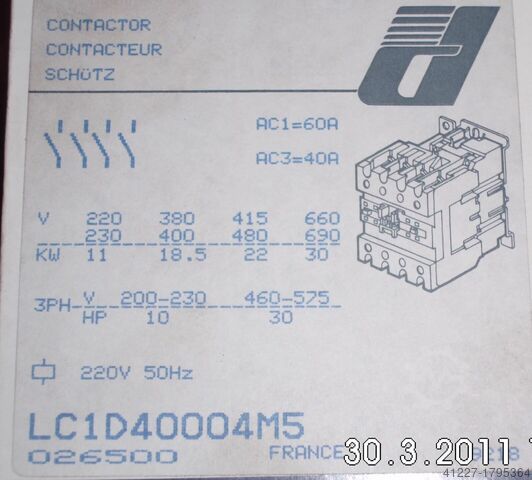 CONTACTOR
CONTACTEUR
SCHüTZ
AC1=60A
AC3=40A
V 220 380 415 660
230 400 480 690
KW 11 18.5 22 30
3PH V 200-230 460-575
HP 10 30
220V 50Hz
LC1D40004M5
026500
FRANCE
30.3.2011
9218
41227-1795364